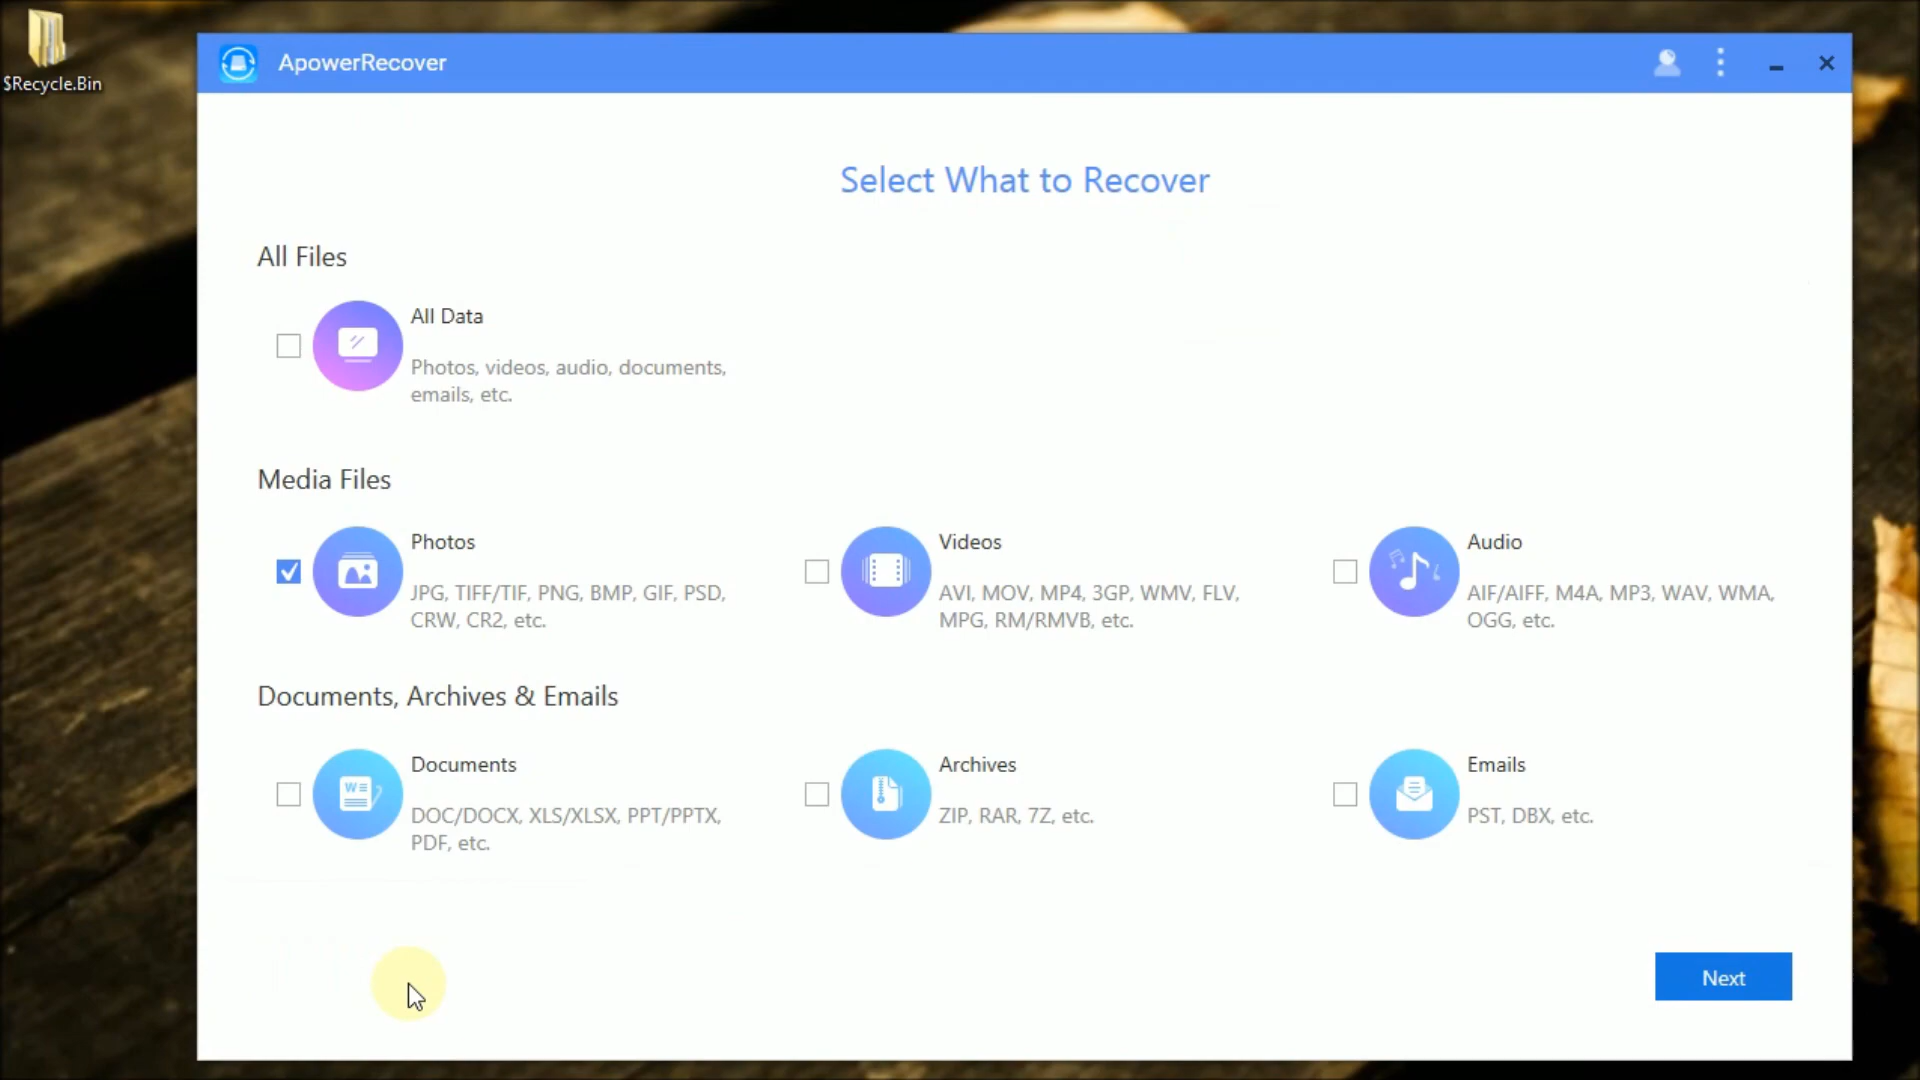 $Recycle.Bin
ApowerRecover
Select What to Recover
All Files
All Data
Photos, videos, audio, documents,
emails, etc.
Media Files
Photos
JPG, TIFF/TIF, PNG, BMP, GIF, PSD,
CRW, CR2, etc.
Videos
AVI, MOV, MP4, 3GP, WMV, FLV,
MPG, RM/RMVB, etc.
Audio
AIF/AIFF, M4A, MP3, WAV, WMA,
OGG, etc.
Documents, Archives & Emails
Documents
DOC/DOCX, XLS/XLSX, PPT/PPTX,
PDF, etc.
Archives
ZIP, RAR, 7Z, etc.
Emails
PST, DBX, etc.
Next